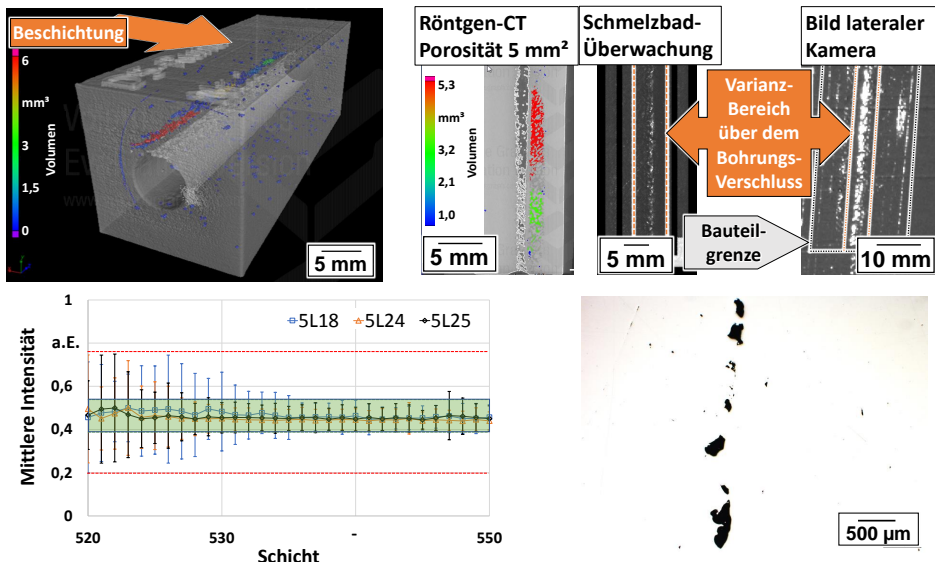 Beschichtung
6
mm³
1,5
0
Volumen
5 mm
Röntgen-CT
Porosität 5 mm²
5,3
mm³
3,2
2,1
1,0
Volumen
5 mm
Schmelzbad-
Überwachung
5 mm
Bild lateraler
Kamera
10 mm
Varianz-
Bereich
über dem
Bohrungs-
Verschluss
Bauteil-
grenze
Mittlere Intensität
1
a.E.
0,6
0,4
0,2
0
5L18
5L24
5L25
520
530
-
550
Schicht
500 µm